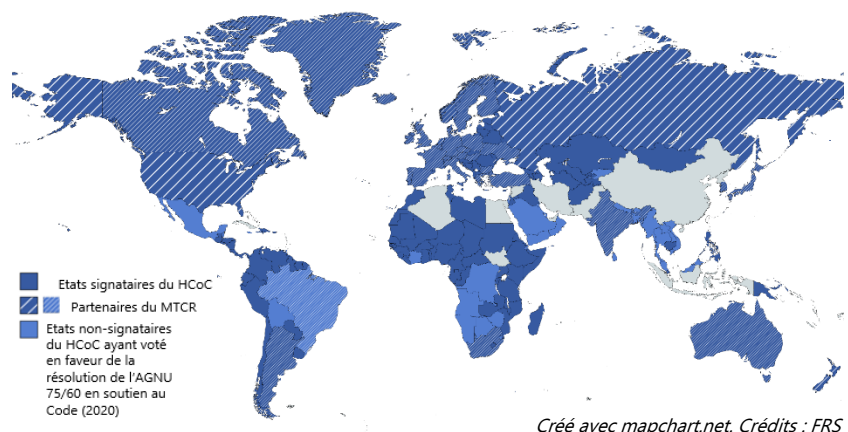 Etats signataires du HCoC
Partenaires du MTCR
Etats non-signataires
du HCoC ayant voté
en faveur de la
résolution de l'AGNU
75/60 en soutien au
Code (2020)
Créé avec mapchart.net. Crédits : FRS